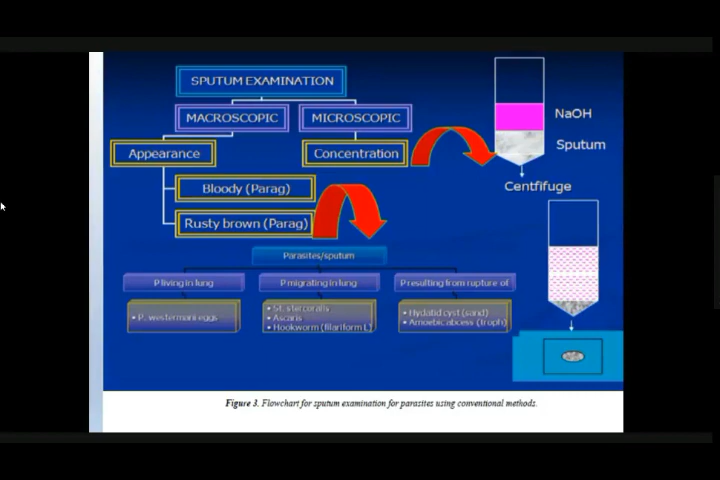 SPUTUM EXAMINATION
MACROSCOPIC
MICROSCOPIC
Appearance
Concentration
Bloody (Parag)
Rusty brown (Parag)
NaOH
Sputum
Centfifuge
Parasites/sputum
P living in lung
P migrating in lung
P resulting from rupture of
• P. westermani eggs
• St. stercoralis
• Ascaris
• Hookworm (filariform L)
• Hydatid cyst (sand)
• Amoebic abcess (troph)
Figure 3. Flowchart for sputum examination for parasites using conventional methods.